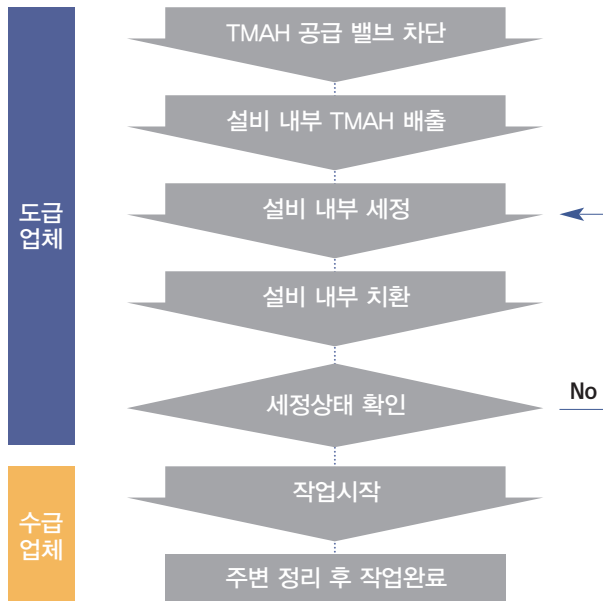 TMAH 공급 밸브 차단
설비 내부 TMAH 배출
도급
업체
설비 내부 세정
설비 내부 치환
세정상태 확인
No
수급
업체
작업시작
주변 정리 후 작업완료